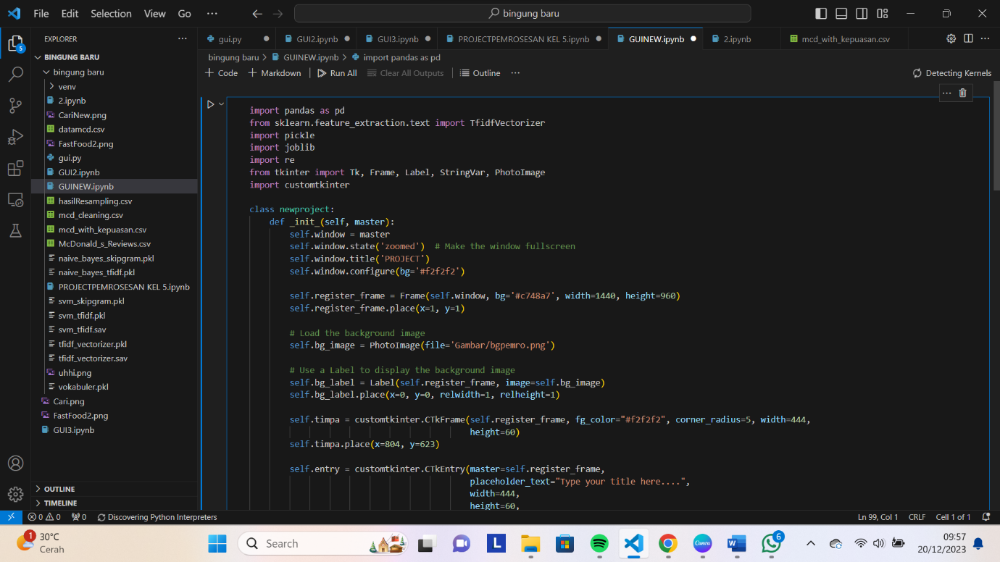 File Edit Selection View Go ··· bingung baru
EXPLORER ···
BINGUNG BARU
bingung baru
venv
2.ipynb
CariNew.png
datamcd.csv
FastFood2.png
gui.py
GUI2.ipynb
GUINEW.ipynb
hasilResampling.csv
mcd_cleaning.csv
mcd_with_kepuasan.csv
McDonald_s_Reviews.csv
naive_bayes_skipgram.pkl
naive_bayes_tfidf.pkl
PROJECTPEMROSESAN KEL 5.ipynb
svm_skipgram.pkl
svm_tfidf.pkl
svm_tfidf.sav
tfidf_vectorizer.pkl
tfidf_vectorizer.sav
uhhi.png
vokabuler.pkl
Cari.png
FastFood2.png
GUI3.ipynb
OUTLINE
TIMELINE
5
gui.py GUI2.ipynb GUI3.ipynb PROJECTPEMROSESAN KEL 5.ipynb GUINEW.ipynb 2.ipynb mcd_with_kepuasan.csv ···
bingung baru > GUINEW.ipynb > import pandas as pd
+ Code + Markdown | Run All Clear All Outputs | Outline ··· Detecting Kernels
import pandas as pd
from sklearn.feature_extraction.text import TfidfVectorizer
import pickle
import joblib
import re
from tkinter import Tk, Frame, Label, StringVar, PhotoImage
import customtkinter
class newproject:
def _init_(self, master):
self.window = master
self.window.state('zoomed') # Make the window fullscreen
self.window.title('PROJECT')
self.window.configure(bg='#f2f2f2')
self.register_frame = Frame(self.window, bg='#c748a7', width=1440, height=960)
self.register_frame.place(x=1, y=1)
# Load the background image
self.bg_image = PhotoImage(file='Gambar/bgpemro.png')
# Use a Label to display the background image
self.bg_label = Label(self.register_frame, image=self.bg_image)
self.bg_label.place(x=0, y=0, relwidth=1, relheight=1)
self.timpa = customtkinter.CTkFrame(self.register_frame, fg_color="#f2f2f2", corner_radius=5, width=444,
height=60)
self.timpa.place(x=804, y=623)
self.entry = customtkinter.CTkEntry(master=self.register_frame,
placeholder_text="Type your title here....",
width=444,
height=60,
0 0 0 Discovering Python Interpreters Ln 99, Col 1 CRLF Cell 1 of 1
1 30°C
Cerah
Search
L
Canva
W
6
09:57
20/12/2023